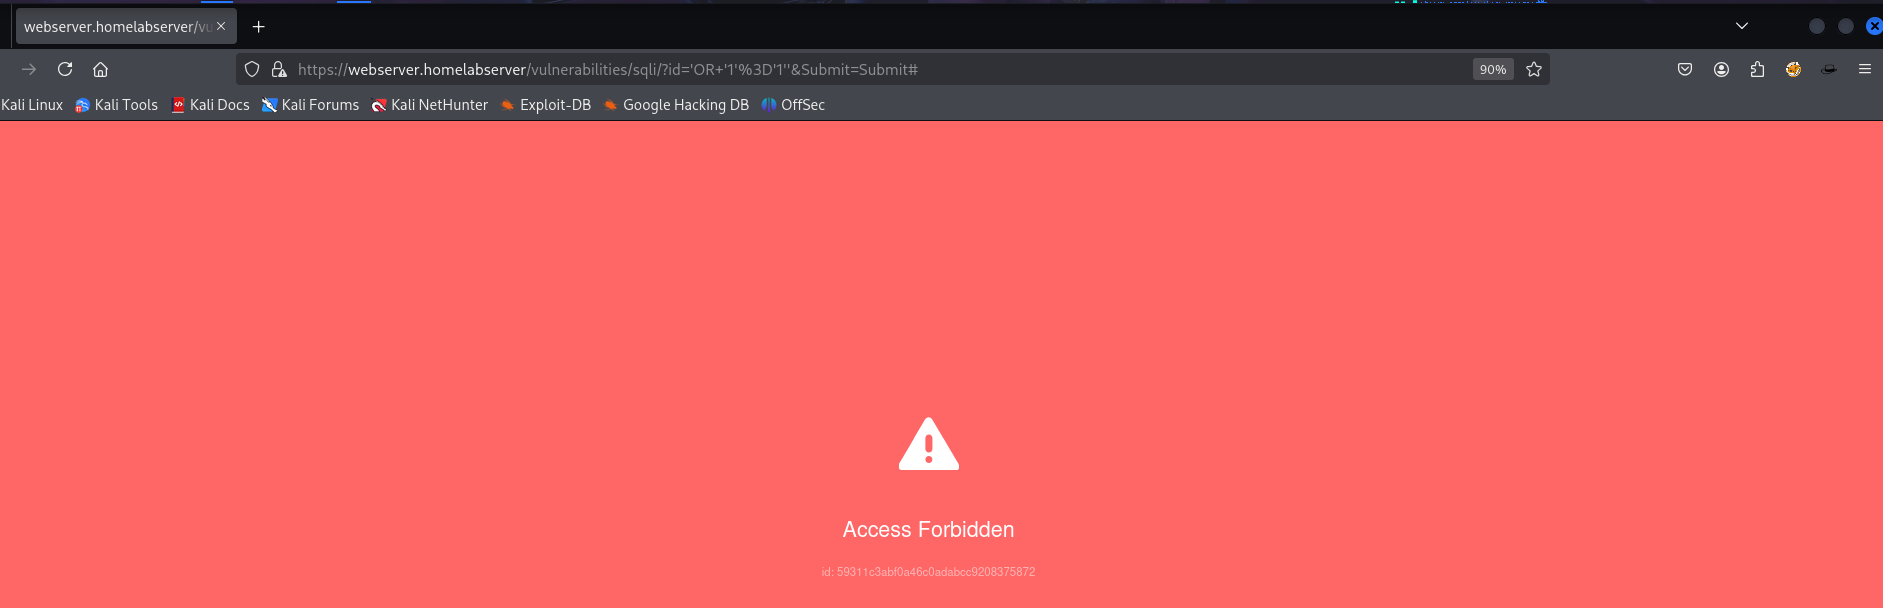 webserver.homelabserver/vu
https://webserver.homelabserver/vulnerabilities/sqli/?id='OR+'1'%3D'1''&Submit=Submit#
90%
Kali Linux Kali Tools Kali Docs Kali Forums Kali NetHunter Exploit-DB Google Hacking DB OffSec
Access Forbidden
id: 59311c3abf0a46c0adabcc9208375872